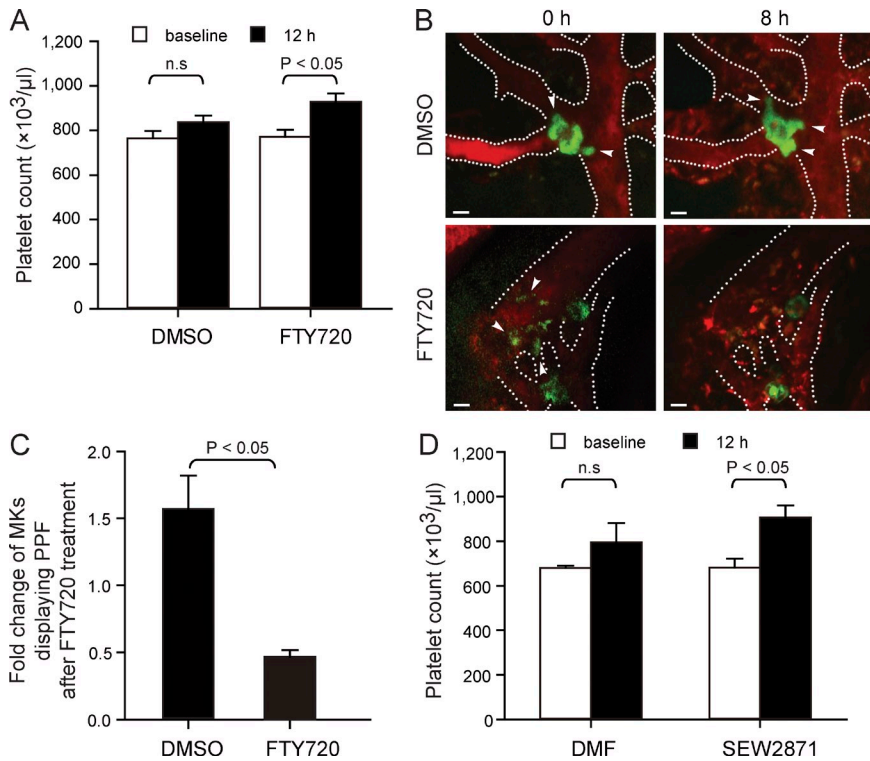 A
baseline 12 h
n.s P < 0.05
Platelet count (×10³/µl)
1,200
1,000
800
600
400
200
0
DMSO FTY720
B
0 h 8 h
DMSO
FTY720
C
P < 0.05
Fold change of MKs
displaying PPF
after FTY720 treatment
2.0
1.5
1.0
0.5
0.0
DMSO FTY720
D
baseline 12 h
n.s P < 0.05
Platelet count (×10³/µl)
1,200
1,000
800
600
400
200
0
DMF SEW2871